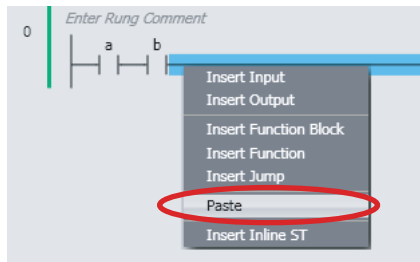 Enter Rung Comment
0
a b
Insert Input
Insert Output
Insert Function Block
Insert Function
Insert Jump
Paste
Insert Inline ST